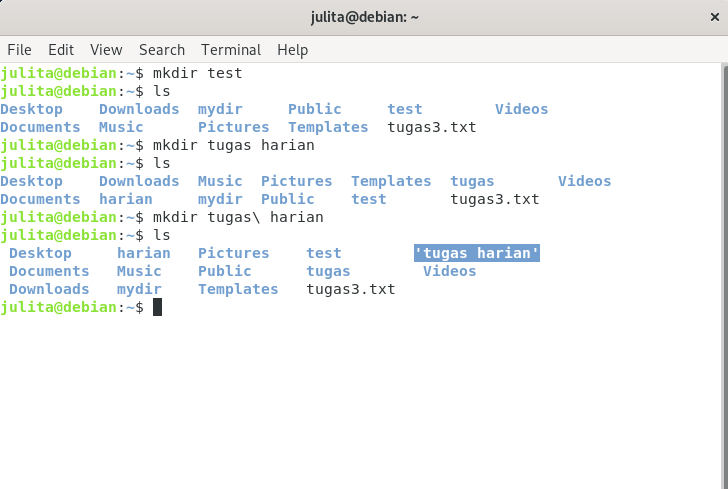 julita@debian: ~
File Edit View Search Terminal Help
julita@debian:~$ mkdir test
julita@debian:~$ ls
Desktop Downloads mydir Public test Videos
Documents Music Pictures Templates tugas3.txt
julita@debian:~$ mkdir tugas harian
julita@debian:~$ ls
Desktop Downloads Music Pictures Templates tugas Videos
Documents harian mydir Public test tugas3.txt
julita@debian:~$ mkdir tugas\ harian
julita@debian:~$ ls
Desktop harian Pictures test 'tugas harian'
Documents Music Public tugas Videos
Downloads mydir Templates tugas3.txt
julita@debian:~$